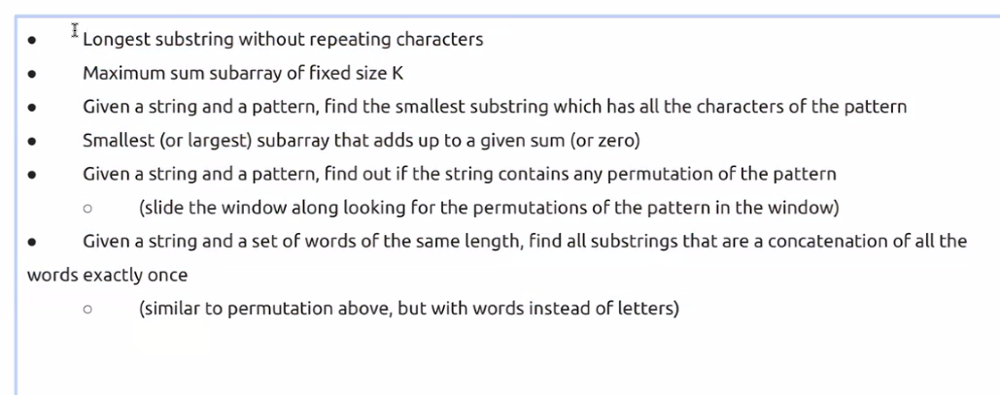 ● Longest substring without repeating characters
● Maximum sum subarray of fixed size K
● Given a string and a pattern, find the smallest substring which has all the characters of the pattern
● Smallest (or largest) subarray that adds up to a given sum (or zero)
● Given a string and a pattern, find out if the string contains any permutation of the pattern
○ (slide the window along looking for the permutations of the pattern in the window)
● Given a string and a set of words of the same length, find all substrings that are a concatenation of all the
words exactly once
○ (similar to permutation above, but with words instead of letters)